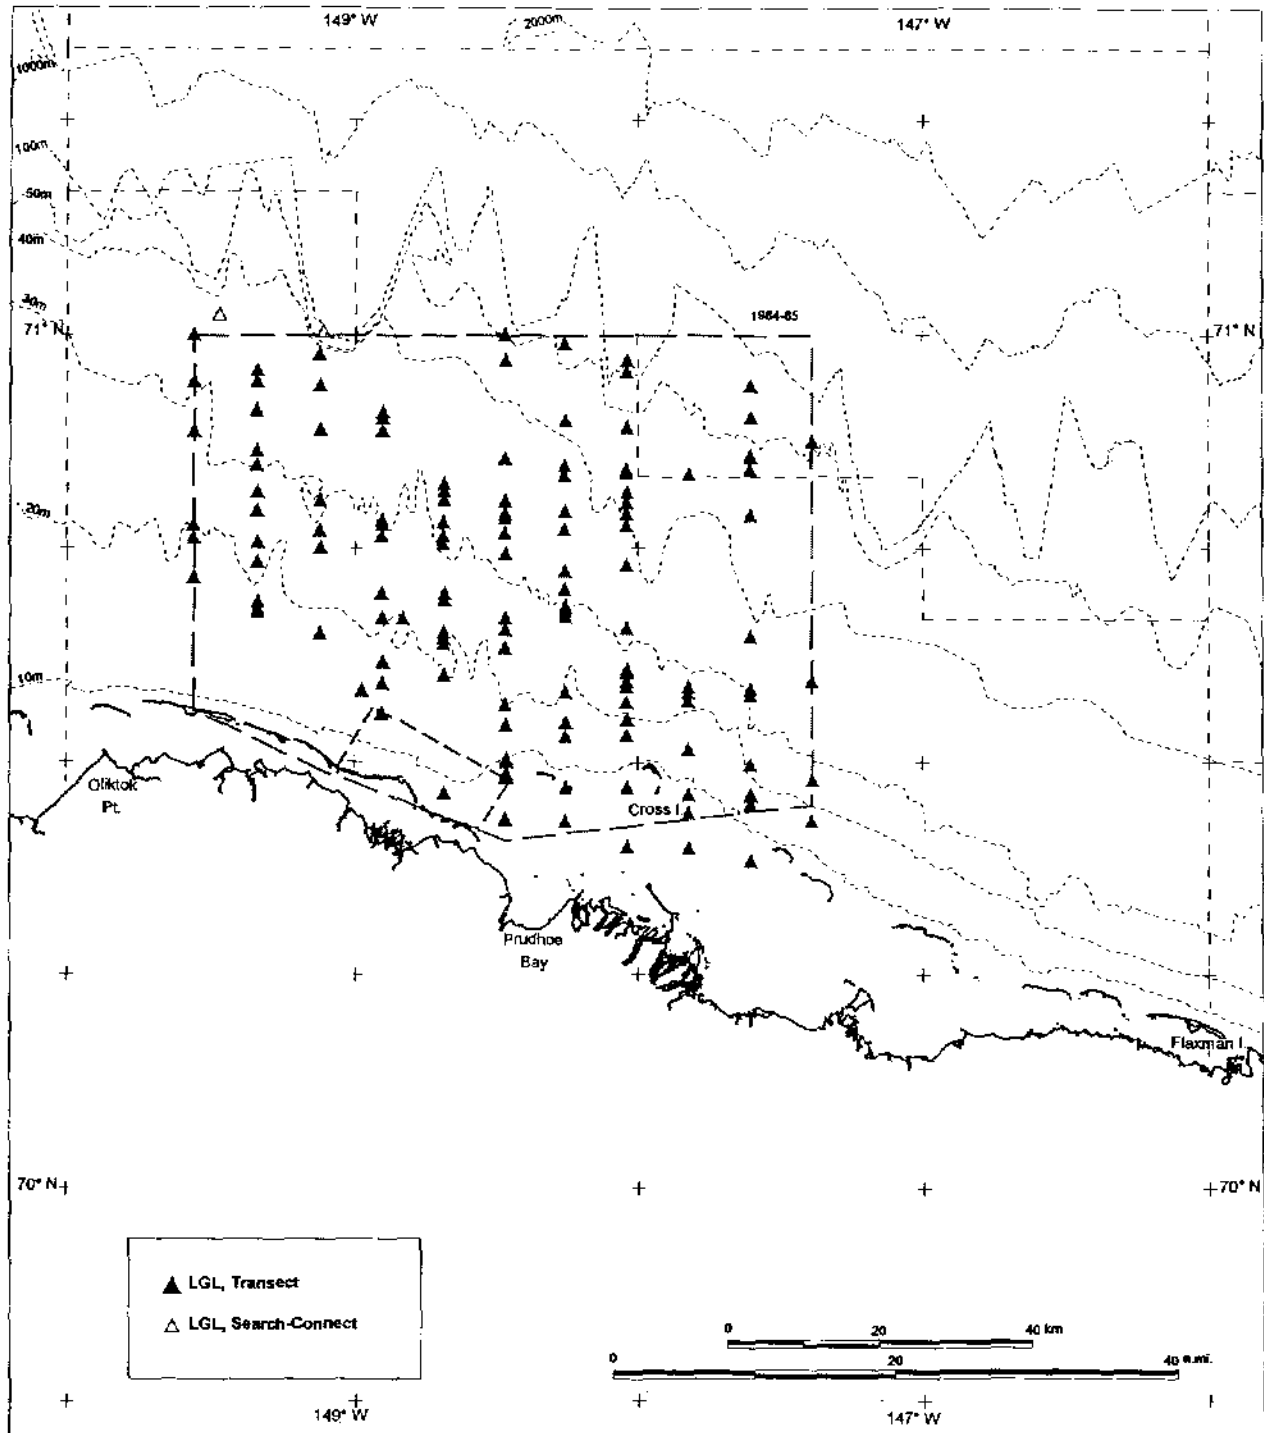 149° W
147° W
2000m
1000m
100m
50m
40m
30m
71° N
71° N
1984-85
20m
10m
Oliktok
Pt.
Cross I.
Prudhoe
Bay
Flaxman I.
70° N
70° N
LGL, Transect
LGL, Search-Connect
0 20 40 km
0 20 40 n.mi.
149° W
147° W